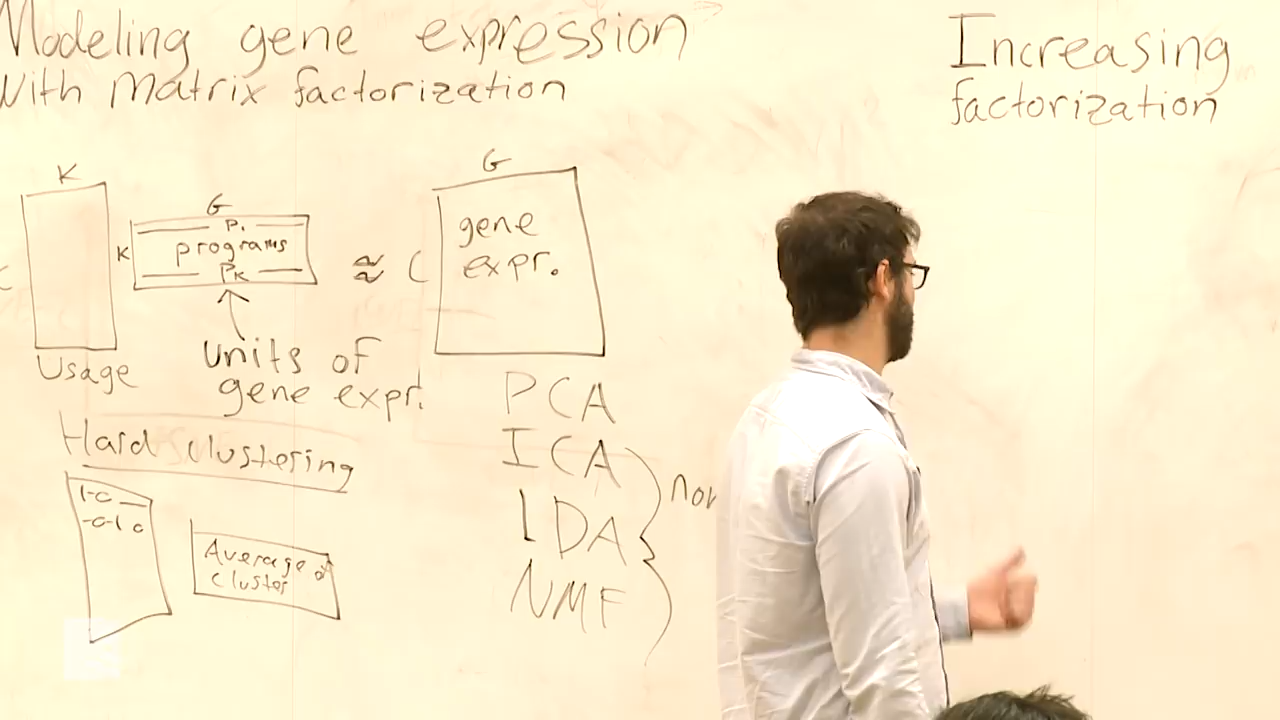 Modeling gene expression
With Matrix factorization
K
G
K
P₁
programs
PK
Usage
units of
gene expr.
≈
C
G
gene
expr.
Hard clustering
1-0
-0-1 0
Average of
cluster
PCA
ICA
LDA
NMF
Increasing
factorization